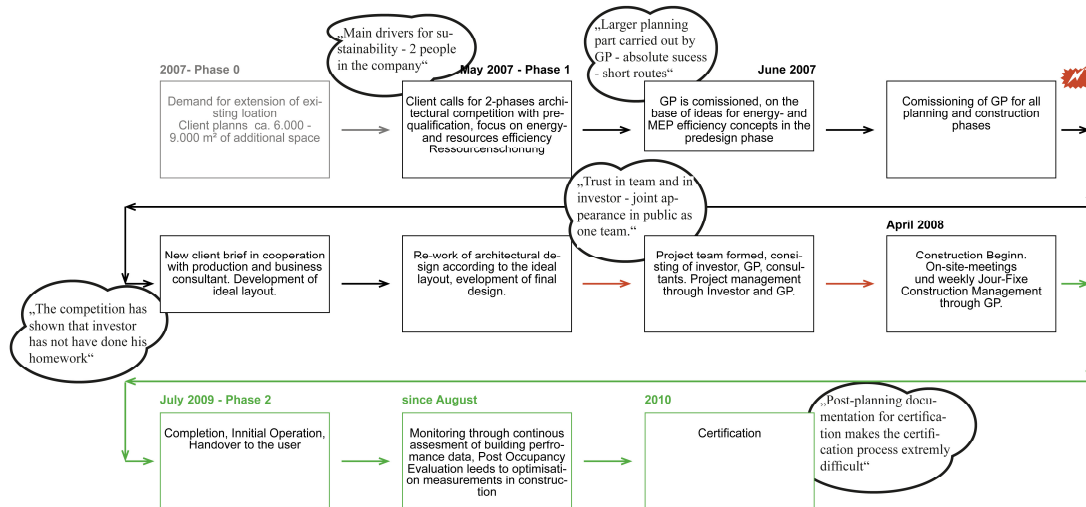 „Main drivers for su-
stainability - 2 people
in the company“
„Larger planning
part carried out by
GP - absolute sucess
- short routes“
2007- Phase 0
May 2007 - Phase 1
June 2007
Demand for extension of exi-
sting loation
Client planns  ca. 6.000 -
9.000 m² of additional space
Client calls for 2-phases archi-
tectural competition with pre-
qualification, focus on energy-
and resources efficiency
Ressourcenschonung
GP is comissioned, on the
base of ideas for energy- and
MEP efficiency concepts in the
predesign phase
Comissioning of GP for all
planning and construction
phases
„Trust in team and in
investor - joint ap-
pearance in public as
one team.“
April 2008
New client brief in cooperation
with production and business
consultant. Development of
ideal layout.
Re-work of architectural de-
sign according to the ideal
layout, evelopment of final
design.
Project team formed, consi-
sting of investor, GP, consul-
tants. Project management
through Investor and GP.
Construction Beginn.
On-site-meetings
und weekly Jour-Fixe
Construction Management
through GP.
„The competition has
shown that investor
has not have done his
homework“
July 2009 - Phase 2
since August
2010
Completion, Innitial Operation,
Handover to the user
Monitoring through continous
assesment of building perfro-
mance data, Post Occupancy
Evaluation leeds to optimisati-
on measurements in construc-
tion
Certification
„Post-planning docu-
mentation for certifica-
tion makes the certifi-
cation process extremly
difficult“